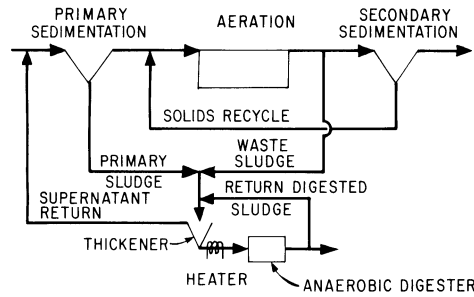 PRIMARY
SEDIMENTATION
AERATION
SECONDARY
SEDIMENTATION
SOLIDS RECYCLE
PRIMARY
SLUDGE
WASTE
SLUDGE
SUPERNATANT
RETURN
RETURN DIGESTED
SLUDGE
THICKENER
HEATER
ANAEROBIC DIGESTER